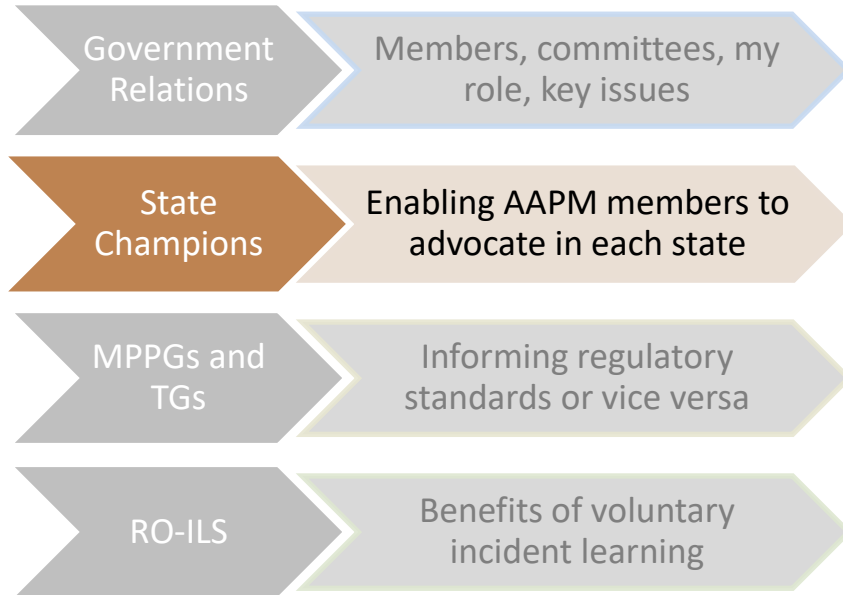 Government
Relations
Members, committees, my
role, key issues
State
Champions
Enabling AAPM members to
advocate in each state
MPPGs and
TGs
Informing regulatory
standards or vice versa
RO-ILS
Benefits of voluntary
incident learning